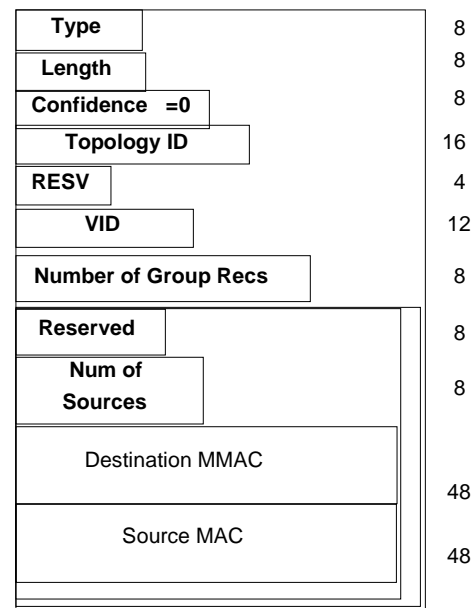 Type 8
Length 8
Confidence =0 8
Topology ID 16
RESV 4
VID 12
Number of Group Recs 8
Reserved 8
Num of
Sources 8
Destination MMAC 48
Source MAC 48